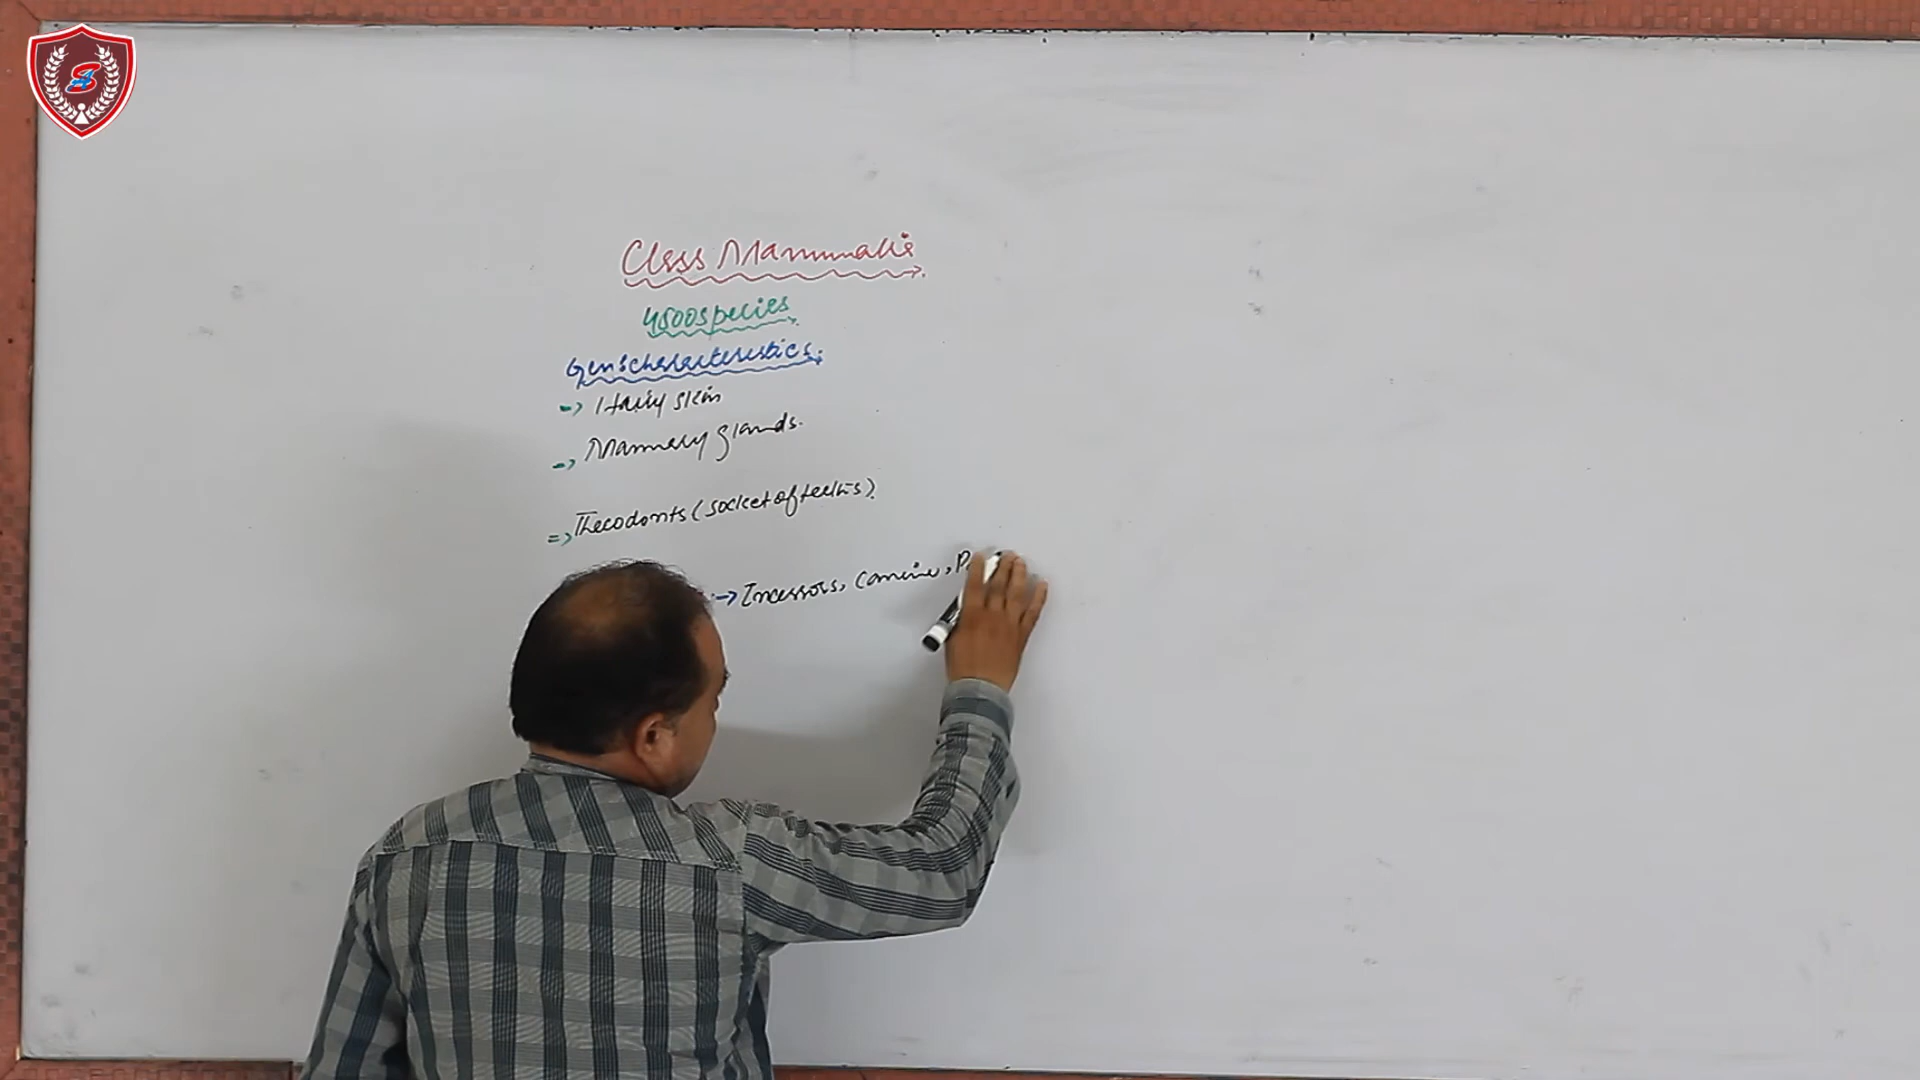 Class Mammalia
4500 species
Gen: characteristics.
-> Hairy skin
-> Mammary glands.
=> Thecodonts (socket of teeths).
-> Incessors, Canine, P